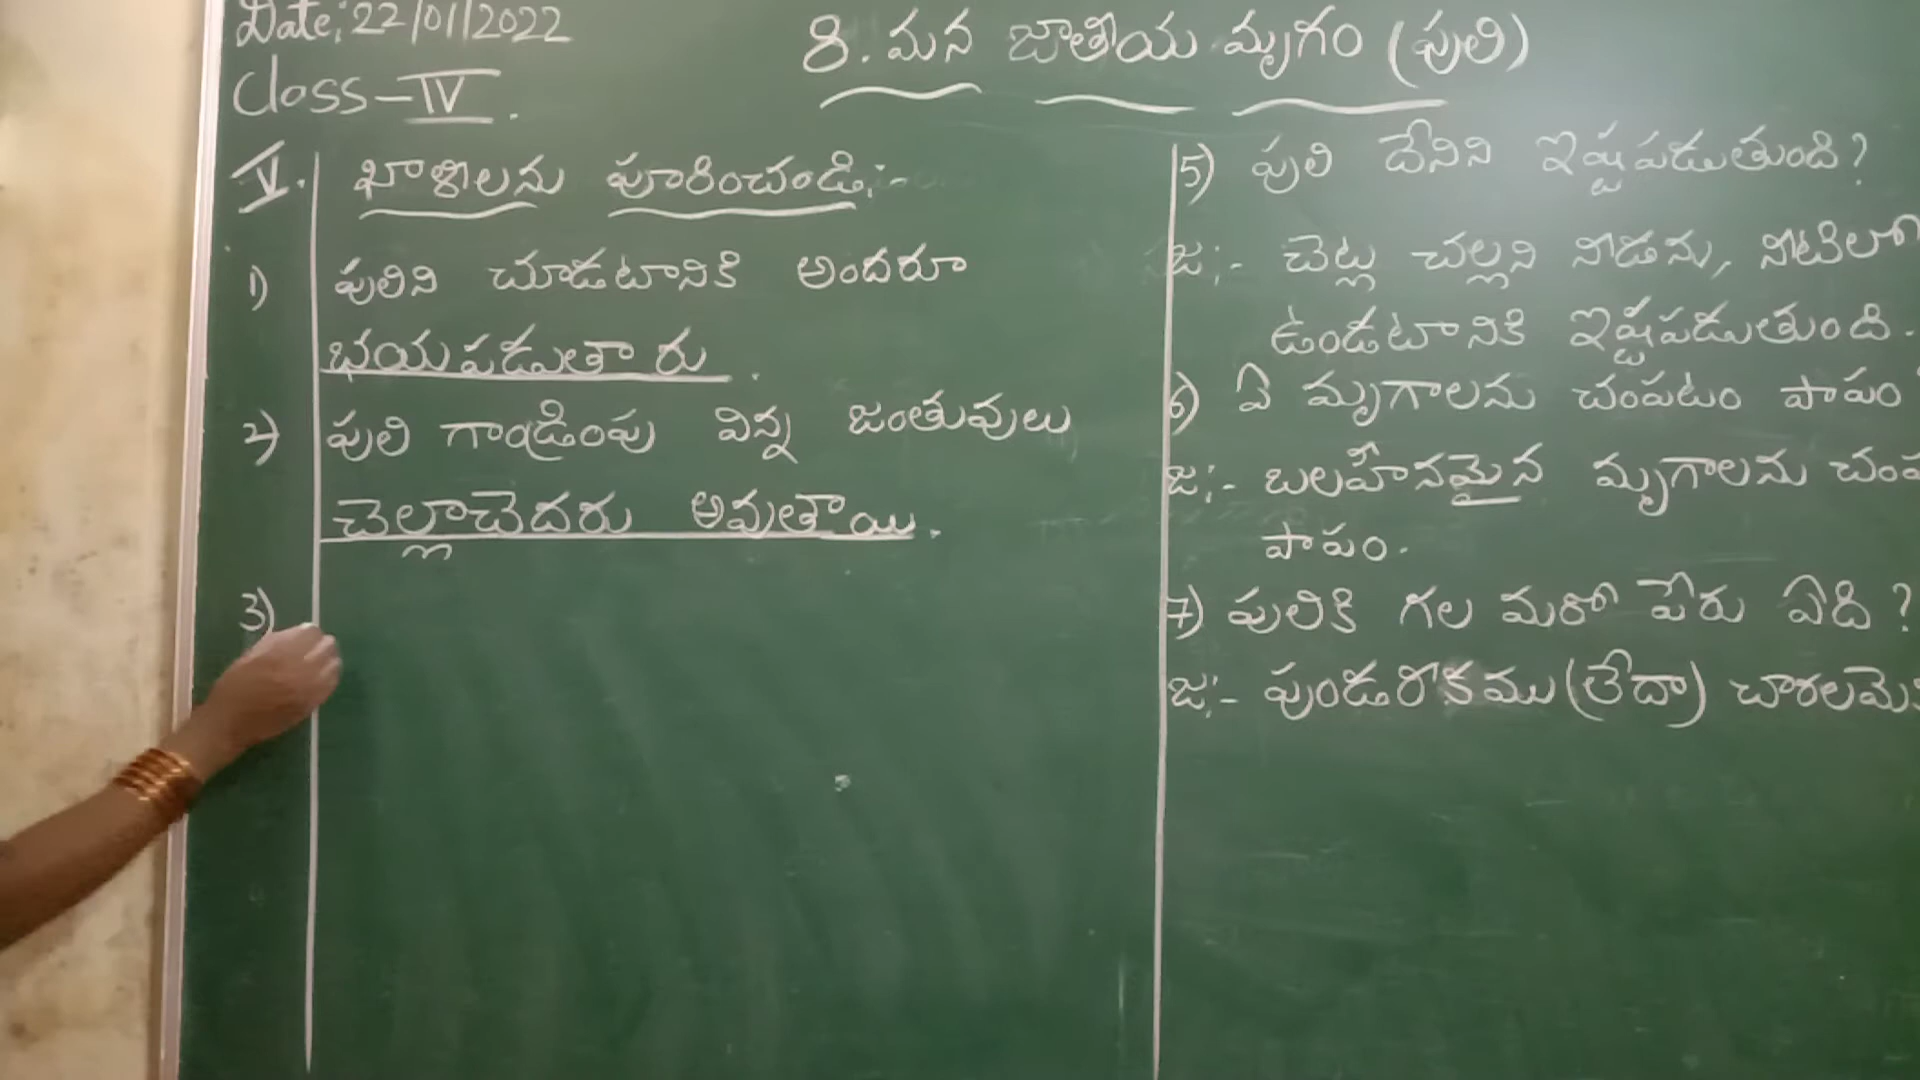 Date: 22/01/2022
Class-IV.
8. మన జాతీయ మృగం (పులి)
V. ఖాళీలను పూరించండి:-
1) పులిని చూడటానికి అందరూ
భయపడుతారు.
2) పులి గాండ్రింపు విన్న జంతువులు
చెల్లాచెదరు అవుతాయి.
3)
5) పులి దేనిని ఇష్టపడుతుంది?
జ:- చెట్ల చల్లని నీడను, నీటిలో
ఉండటానికి ఇష్టపడుతుంది.
6) ఏ మృగాలను చంపటం పాపం
జ:- బలహీనమైన మృగాలను
పాపం.
7) పులికి గల మరో పేరు ఏది?
జ:- పుండరీకము (లేదా)